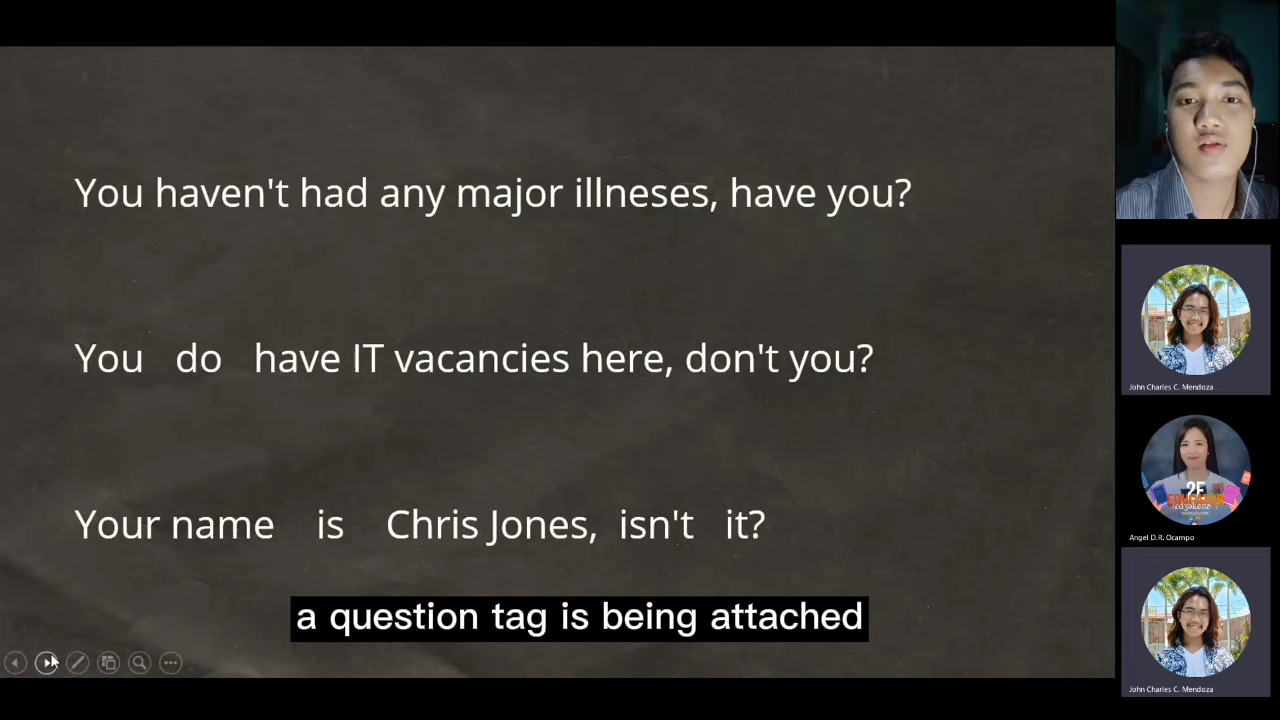 You haven't had any major illneses, have you?
You do have IT vacancies here, don't you?
Your name is Chris Jones, isn't it?
a question tag is being attached
John Charles C. Mendoza
Angel D.R. Ocampo
John Charles C. Mendoza